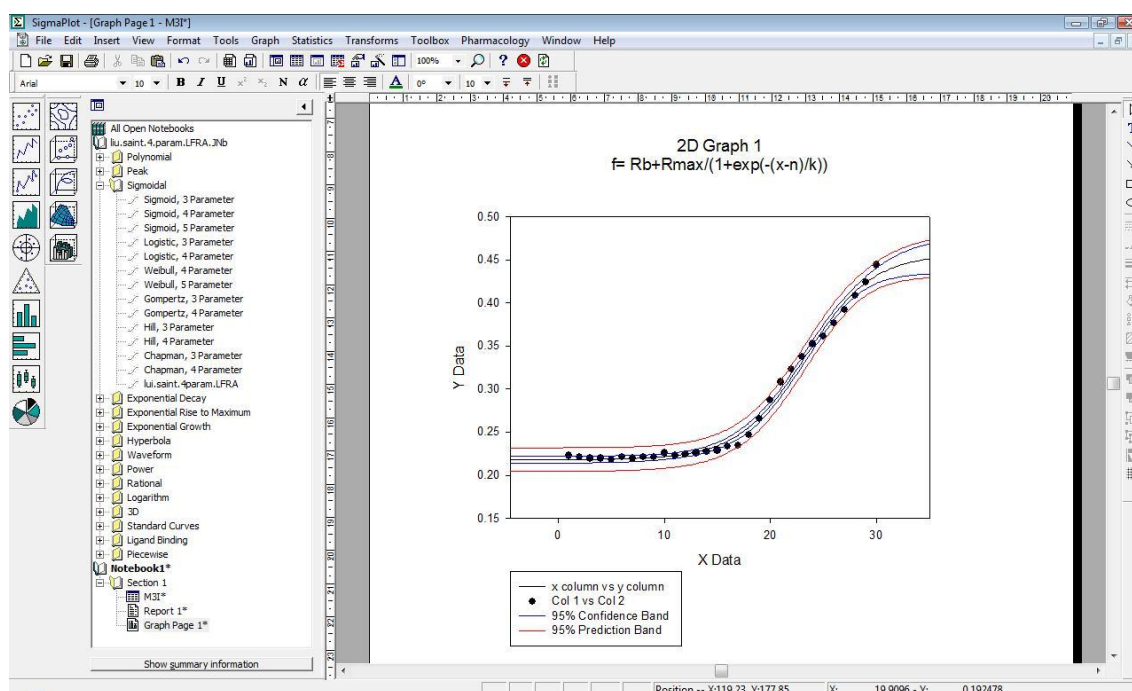 SigmaPlot - [Graph Page 1 - M3I*]
File Edit Insert View Format Tools Graph Statistics Transforms Toolbox Pharmacology Window Help
100%
Arial 10 B I U x² x₂ N α 0° 10
All Open Notebooks
liu.saint.4.param.LFRA.JNb
Polynomial
Peak
Sigmoidal
Sigmoid, 3 Parameter
Sigmoid, 4 Parameter
Sigmoid, 5 Parameter
Logistic, 3 Parameter
Logistic, 4 Parameter
Weibull, 4 Parameter
Weibull, 5 Parameter
Gompertz, 3 Parameter
Gompertz, 4 Parameter
Hill, 3 Parameter
Hill, 4 Parameter
Chapman, 3 Parameter
Chapman, 4 Parameter
lui.saint.4param.LFRA
Exponential Decay
Exponential Rise to Maximum
Exponential Growth
Hyperbola
Waveform
Power
Rational
Logarithm
3D
Standard Curves
Ligand Binding
Piecewise
Notebook1*
Section 1
M3I*
Report 1*
Graph Page 1*
Show summary information
2D Graph 1
f= Rb+Rmax/(1+exp(-(x-n)/k))
0.50
0.45
0.40
0.35
0.30
0.25
0.20
0.15
Y Data
0 10 20 30
X Data
x column vs y column
Col 1 vs Col 2
95% Confidence Band
95% Prediction Band
Position -- X:119.23, Y:177.85 X: 19.9096 - Y: 0.192478